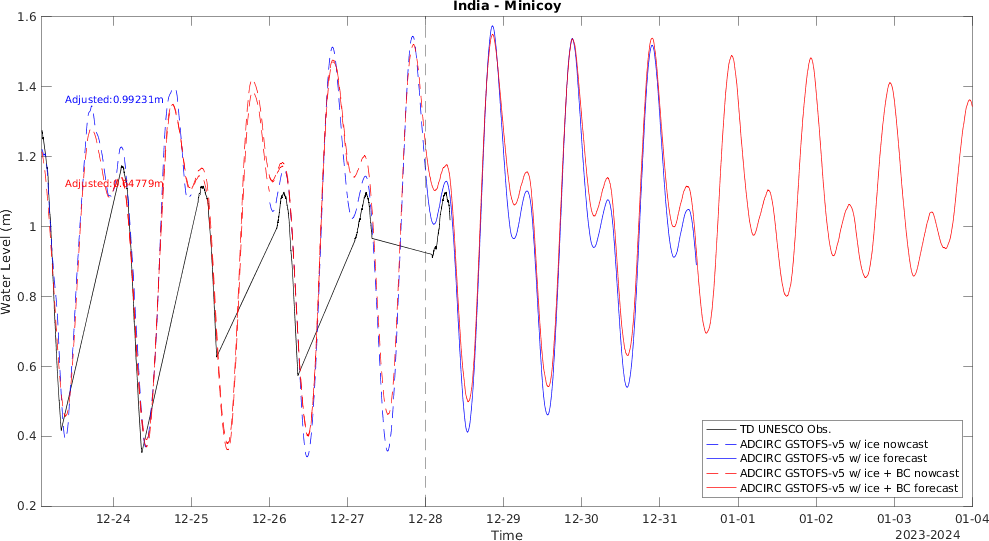 India - Minicoy
1.6
1.4
1.2
1
0.8
0.6
0.4
0.2
Water Level (m)
Adjusted:0.99231m
TD UNESCO Obs.
ADCIRC GSTOFS-v5 w/ ice nowcast
ADCIRC GSTOFS-v5 w/ ice forecast
ADCIRC GSTOFS-v5 w/ ice + BC nowcast
ADCIRC GSTOFS-v5 w/ ice + BC forecast
12-24 12-25 12-26 12-27 12-28 12-29 12-30 12-31 01-01 01-02 01-03 01-04
Time
2023-2024